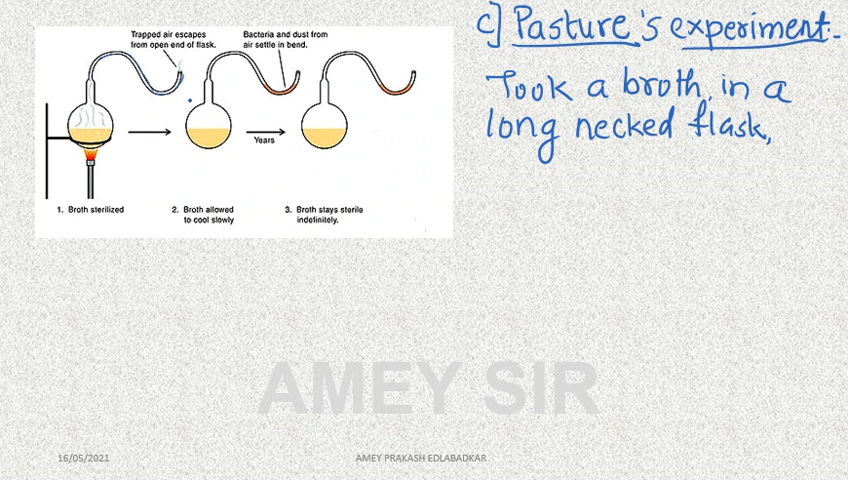 Trapped air escapes
from open end of flask.
Bacteria and dust from
air settle in bend.
Years
1. Broth sterilized
2. Broth allowed
to cool slowly
3. Broth stays sterile
indefinitely.
c] Pasture's experiment:-
Took a broth, in a
long necked flask,
AMEY SIR
16/05/2021
AMEY PRAKASH EDLABADKAR